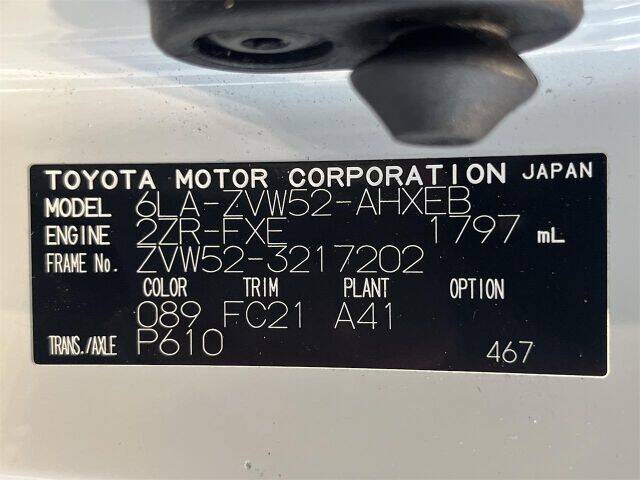 TOYOTA MOTOR CORPORATION JAPAN
MODEL 6LA-ZVW52-AHXEB
ENGINE 2ZR-FXE 1797 mL
FRAME No. ZVW52-3217202
COLOR TRIM PLANT OPTION
089 FC21 A41
TRANS./AXLE P610 467